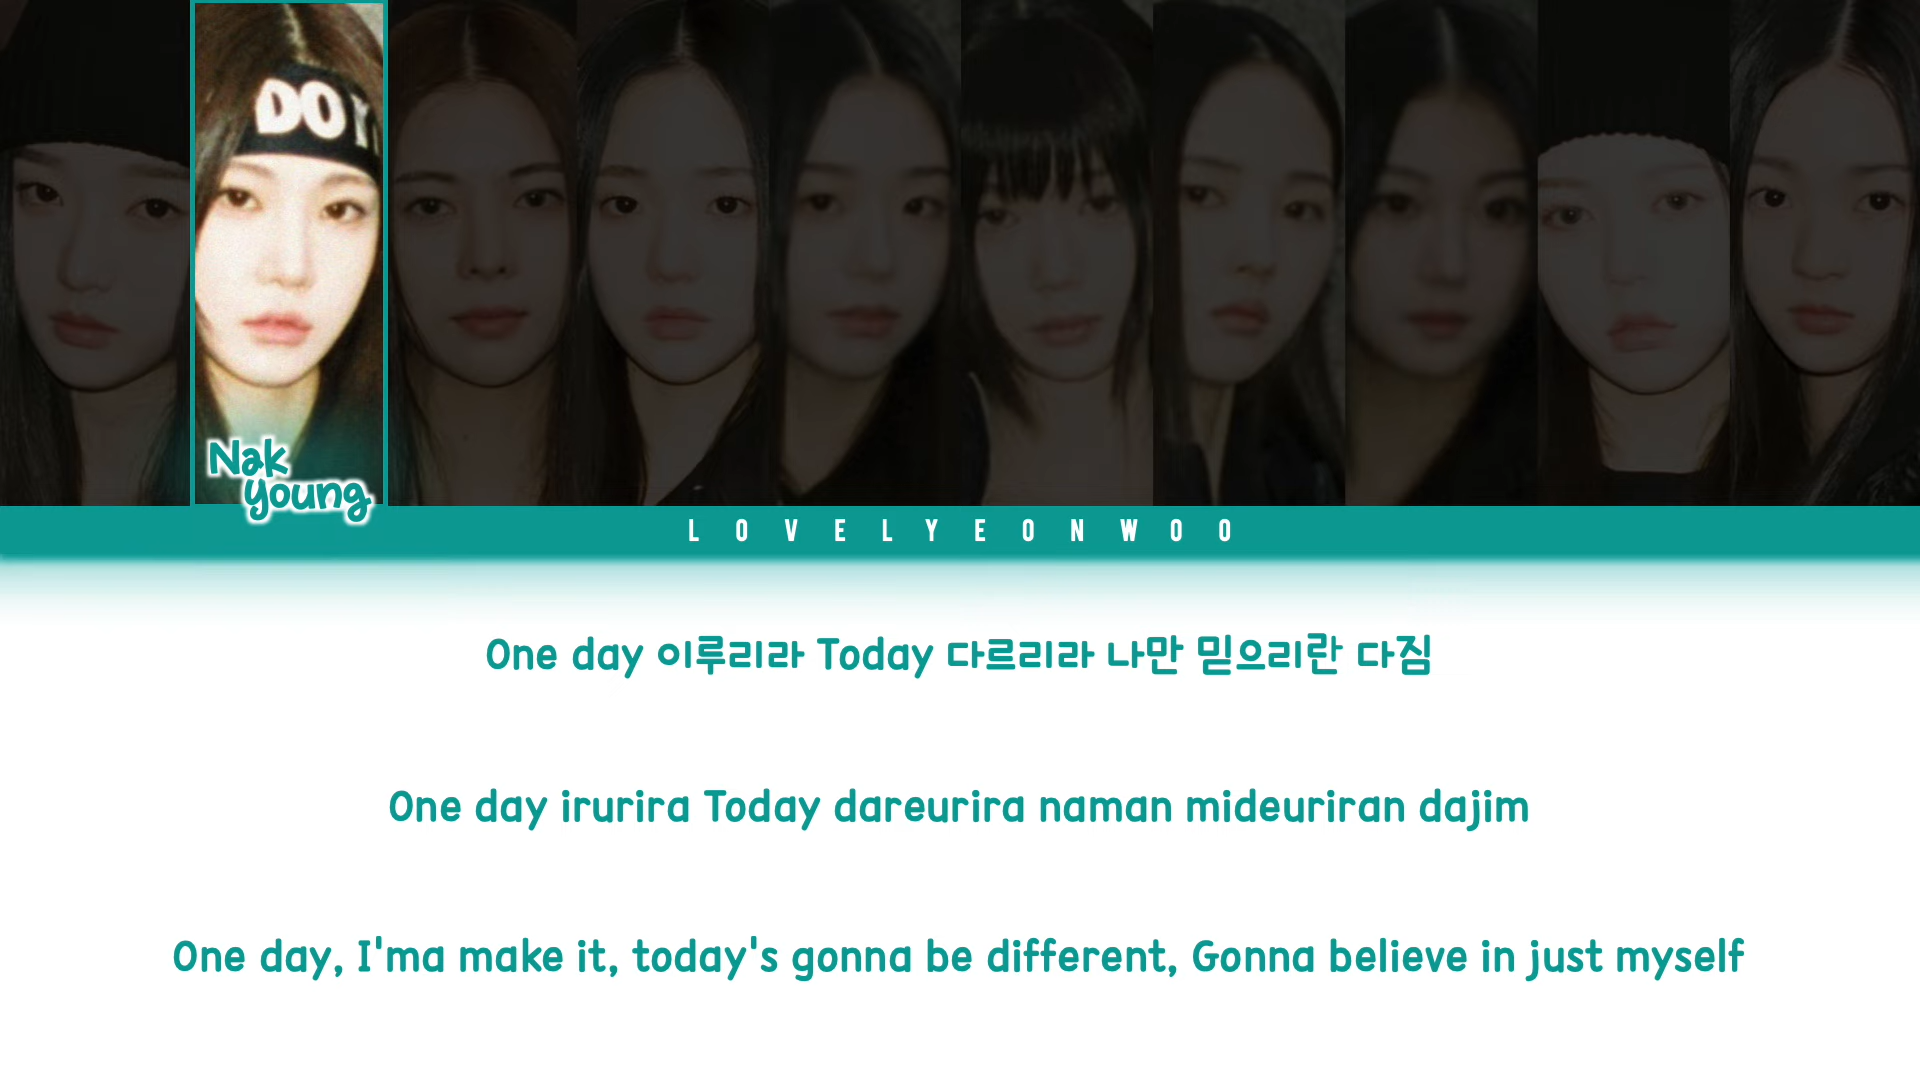 DO Y
Nak
young
LOVELYEONWOO
One day 이루리라 Today 다르리라 나만 믿으리란 다짐
One day irurira Today dareurira naman mideuriran dajim
One day, I'ma make it, today's gonna be different, Gonna believe in just myself